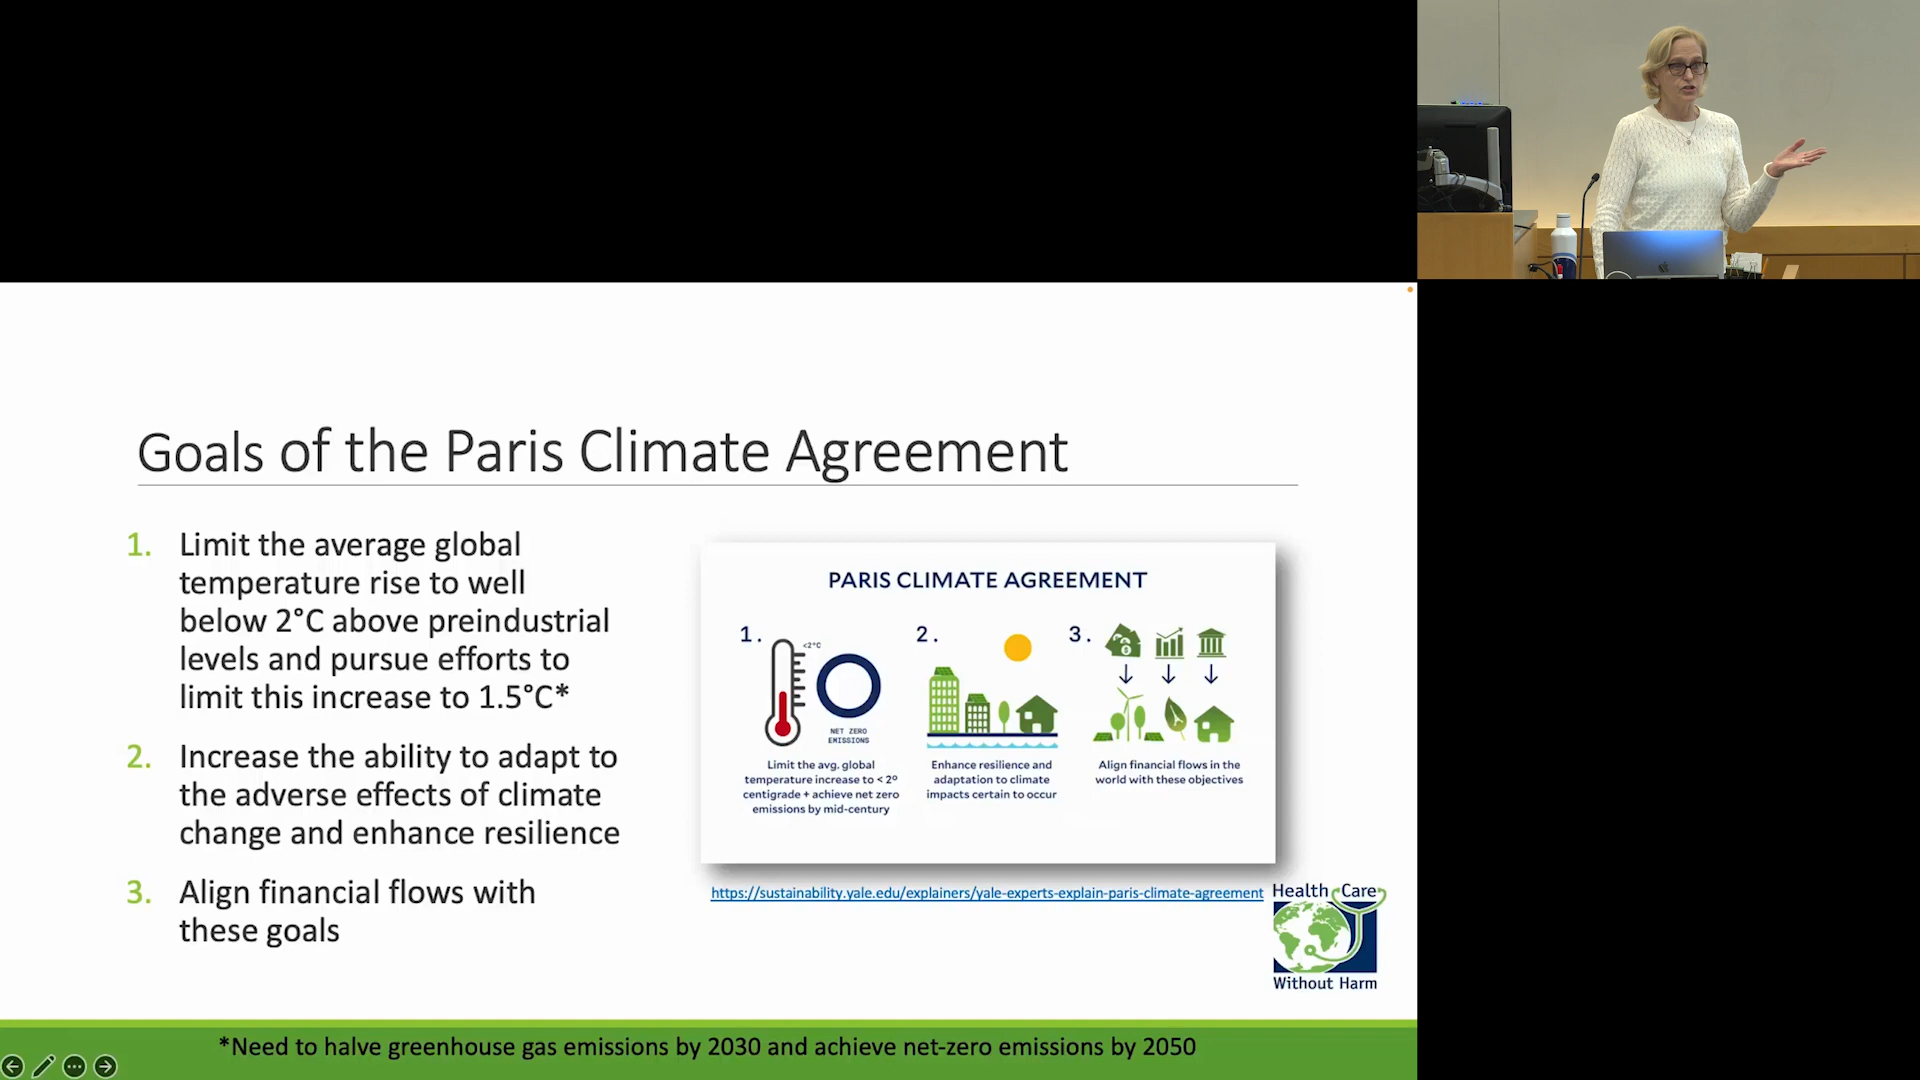 Goals of the Paris Climate Agreement
1. Limit the average global
temperature rise to well
below 2°C above preindustrial
levels and pursue efforts to
limit this increase to 1.5°C*
2. Increase the ability to adapt to
the adverse effects of climate
change and enhance resilience
3. Align financial flows with
these goals
PARIS CLIMATE AGREEMENT
1.
<2°C
NET ZERO
EMISSIONS
Limit the avg. global
temperature increase to < 2º
centigrade + achieve net zero
emissions by mid-century
2.
Enhance resilience and
adaptation to climate
impacts certain to occur
3.
Align financial flows in the
world with these objectives
https://sustainability.yale.edu/explainers/yale-experts-explain-paris-climate-agreement
Health Care
Without Harm
*Need to halve greenhouse gas emissions by 2030 and achieve net-zero emissions by 2050